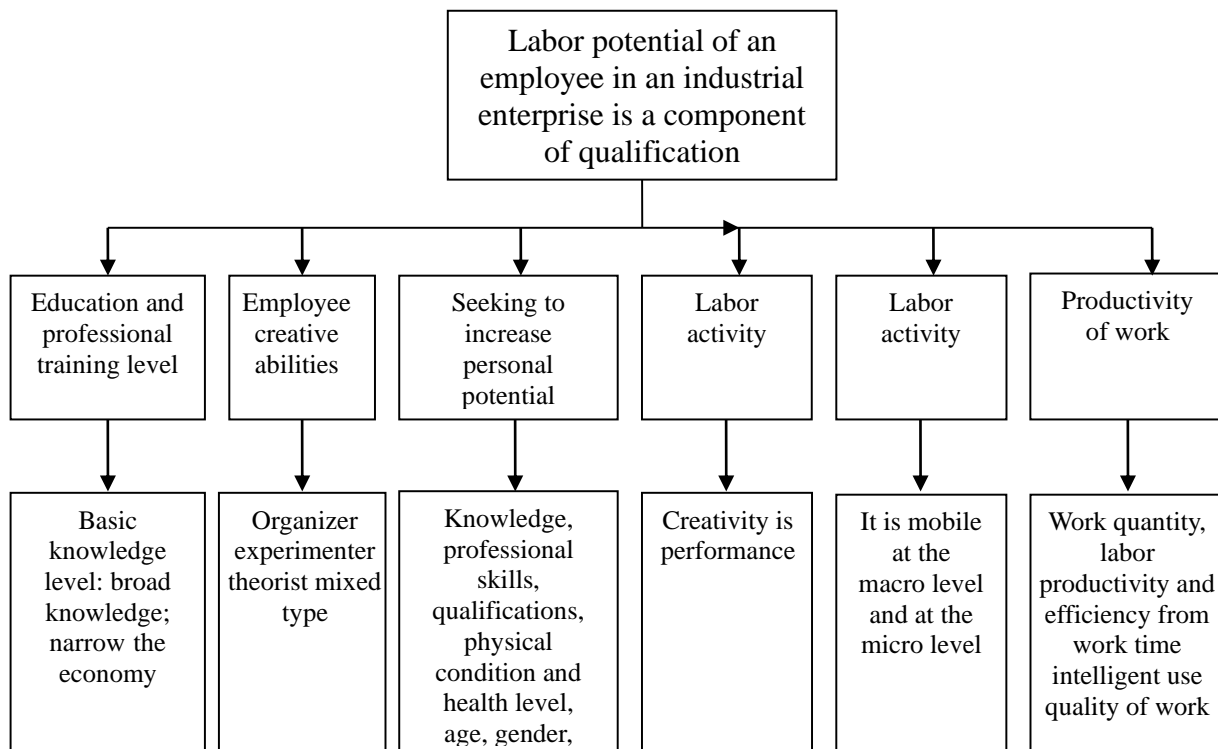 Labor potential of an
employee in an industrial
enterprise is a component
of qualification
Education and
professional
training level
Employee
creative
abilities
Seeking to
increase
personal
potential
Labor
activity
Labor
activity
Productivity
of work
Basic
knowledge
level: broad
knowledge;
narrow the
economy
Organizer
experimenter
theorist mixed
type
Knowledge,
professional
skills,
qualifications,
physical
condition and
health level,
age, gender,
Creativity is
performance
It is mobile
at the
macro level
and at the
micro level
Work quantity,
labor
productivity and
efficiency from
work time
intelligent use
quality of work